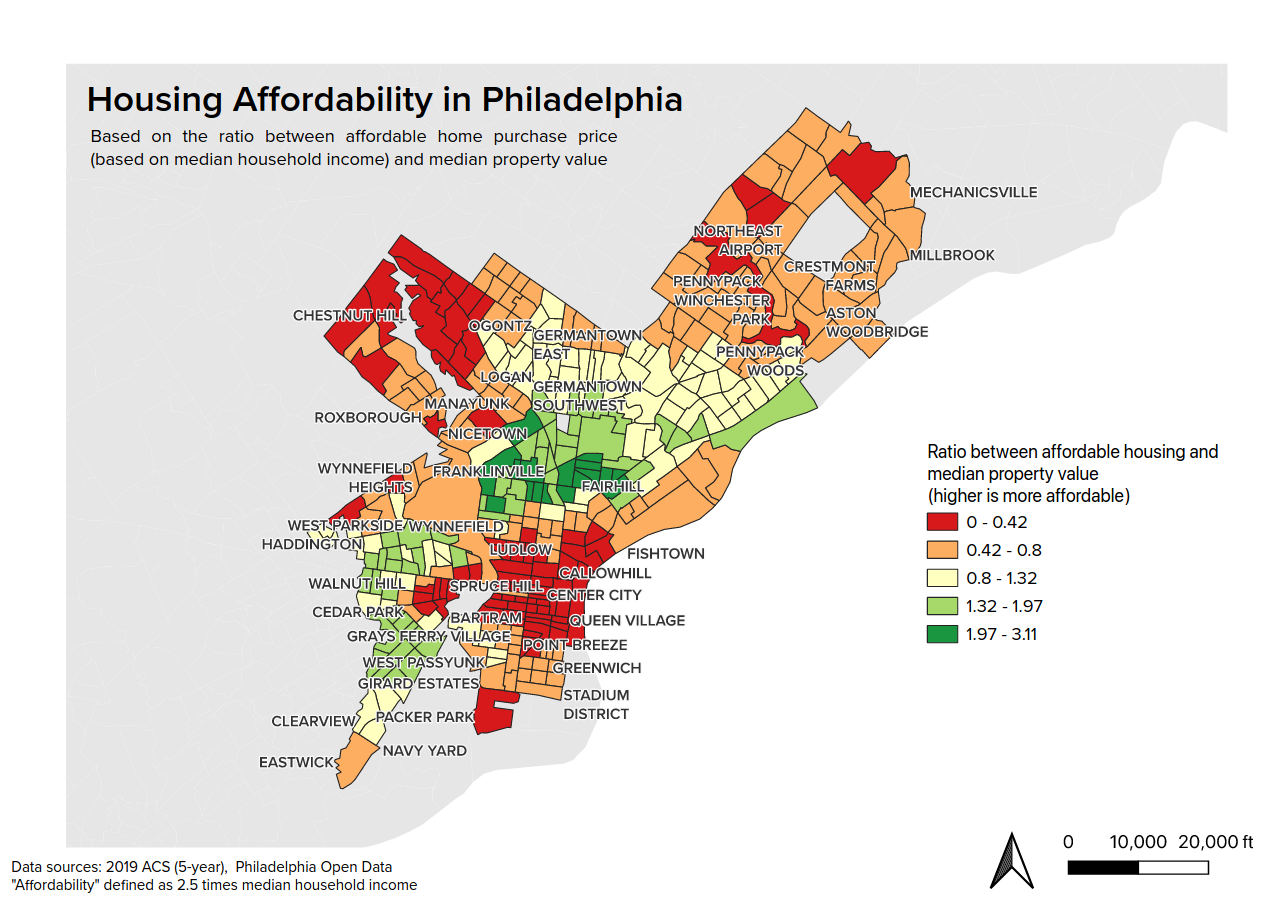 Housing Affordability in Philadelphia
Based on the ratio between affordable home purchase price
(based on median household income) and median property value
MECHANICSVILLE
NORTHEAST
AIRPORT
MILLBROOK
CRESTMONT
FARMS
PENNYPACK
WINCHESTER
PARK
ASTON
WOODBRIDGE
CHESTNUT HILL
OGONTZ
GERMANTOWN
EAST
PENNYPACK
WOODS
LOGAN
GERMANTOWN
SOUTHWEST
MANAYUNK
ROXBOROUGH
NICETOWN
WYNNEFIELD
HEIGHTS
FRANKLINVILLE
FAIRHILL
WEST PARKSIDE
WYNNEFIELD
HADDINGTON
LUDLOW
FISHTOWN
CALLOWHILL
WALNUT HILL
SPRUCE HILL
CENTER CITY
CEDAR PARK
BARTRAM
VILLAGE
QUEEN VILLAGE
GRAYS FERRY
POINT BREEZE
WEST PASSYUNK
GREENWICH
GIRARD ESTATES
STADIUM
DISTRICT
CLEARVIEW
PACKER PARK
NAVY YARD
EASTWICK
Ratio between affordable housing and
median property value
(higher is more affordable)
0 - 0.42
0.42 - 0.8
0.8 - 1.32
1.32 - 1.97
1.97 - 3.11
0 10,000 20,000 ft
Data sources: 2019 ACS (5-year), Philadelphia Open Data
"Affordability" defined as 2.5 times median household income